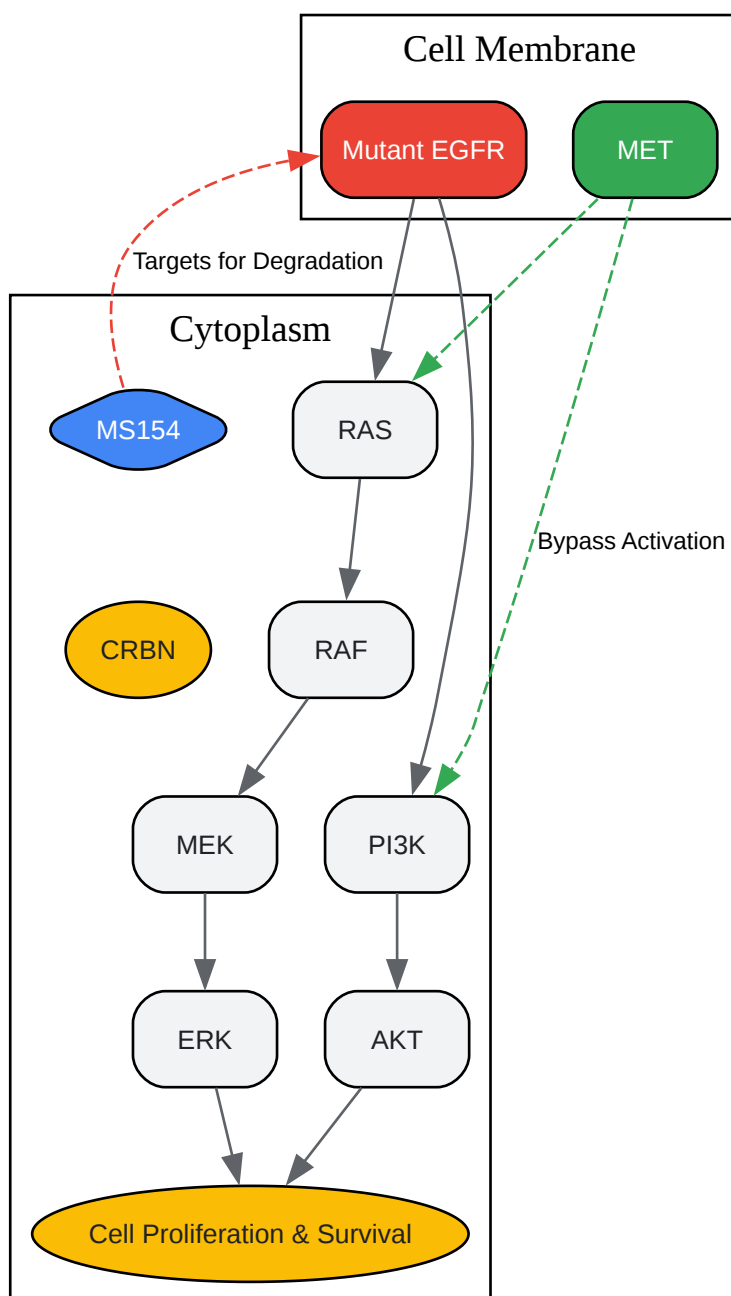 Cell Membrane
Mutant EGFR
MET
Targets for Degradation
Cytoplasm
MS154
RAS
Bypass Activation
CRBN
RAF
MEK
PI3K
ERK
AKT
Cell Proliferation & Survival